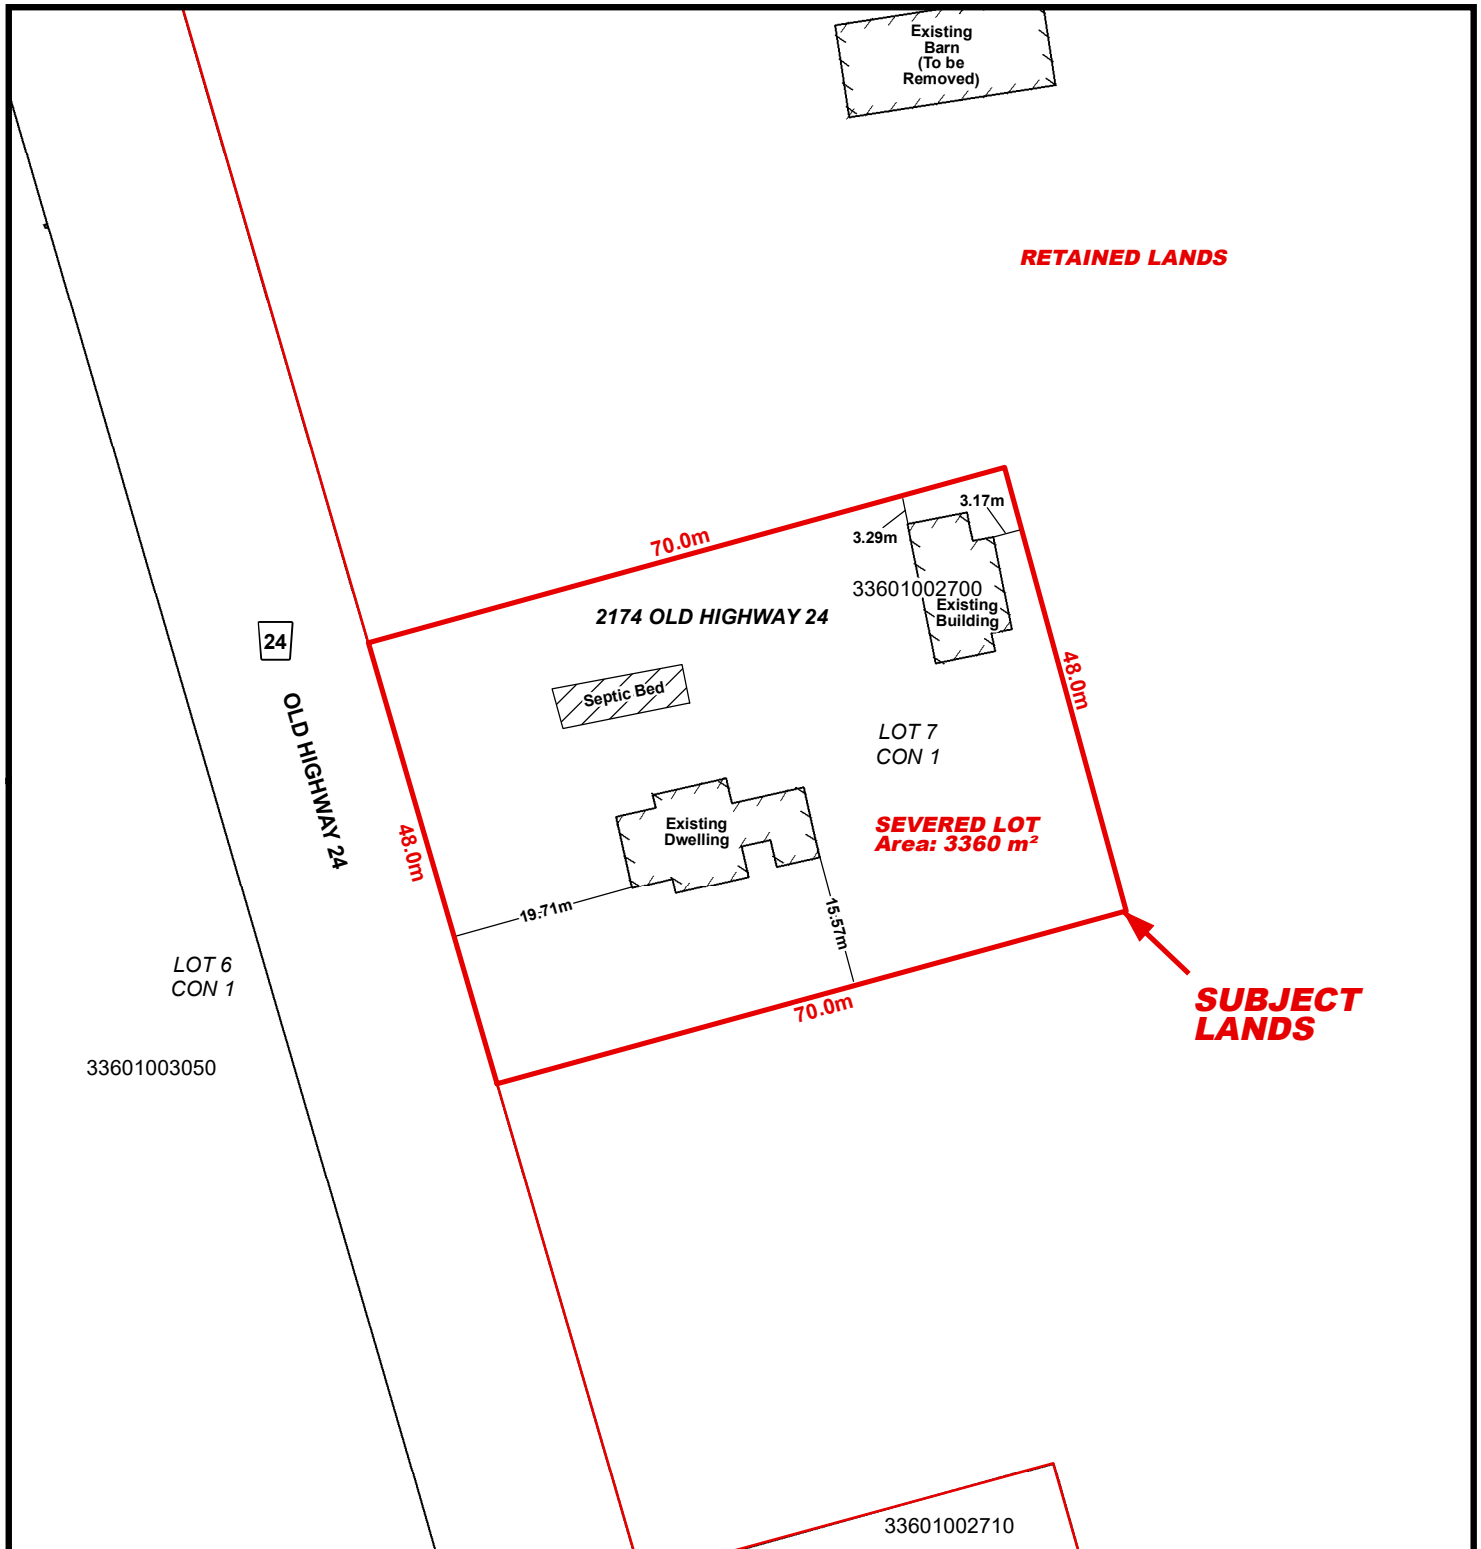 Existing
Barn
(To be
Removed)
RETAINED LANDS
3.17m
3.29m
70.0m
33601002700
Existing
Building
2174 OLD HIGHWAY 24
24
Septic Bed
48.0m
OLD HIGHWAY 24
LOT 7
CON 1
Existing
Dwelling
SEVERED LOT
Area: 3360 m²
48.0m
19.71m
15.57m
LOT 6
CON 1
70.0m
SUBJECT
LANDS
33601003050
33601002710